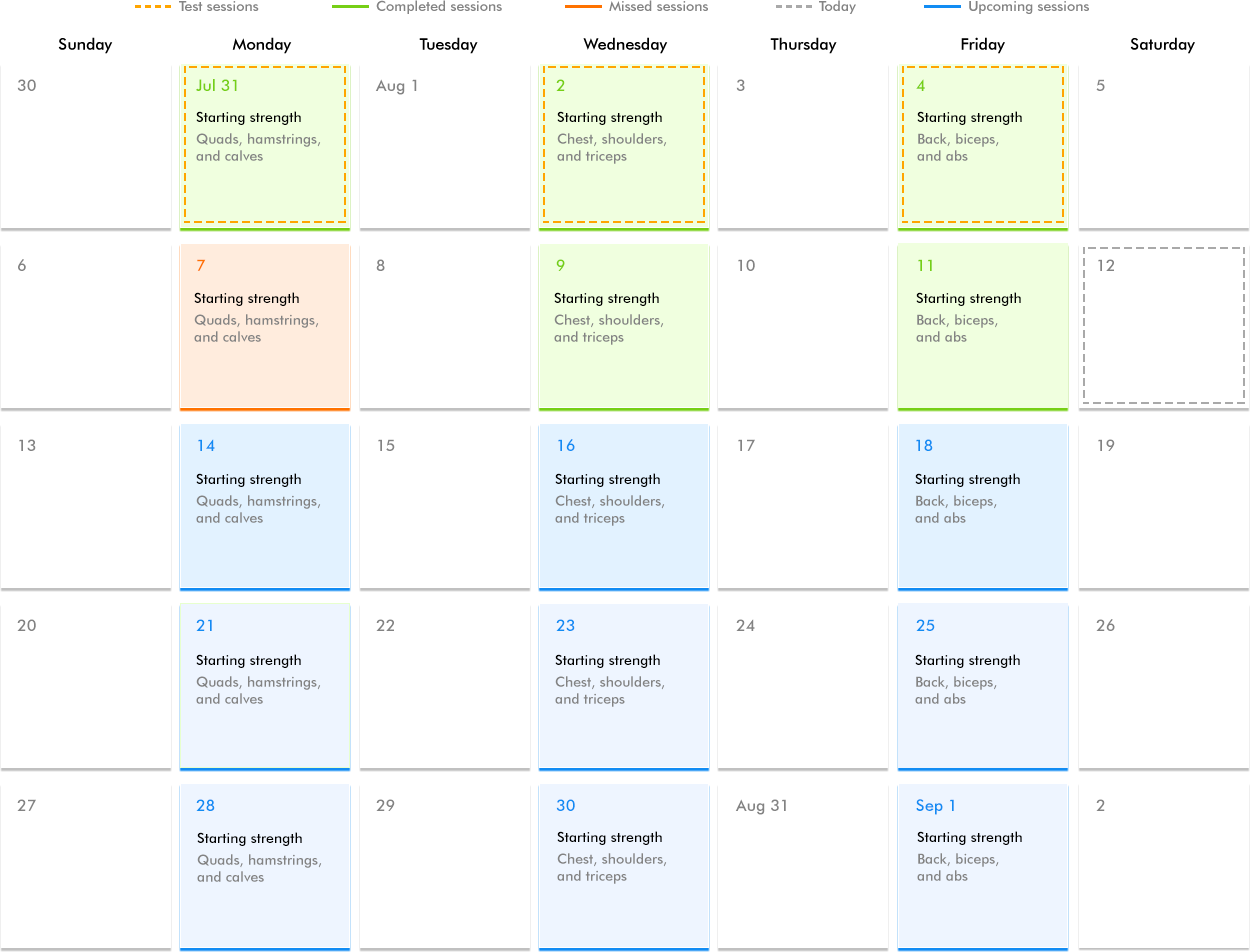 Test sessions
Completed sessions
Missed sessions
Today
Upcoming sessions
Sunday
Monday
Tuesday
Wednesday
Thursday
Friday
Saturday
30
Jul 31
Starting strength
Quads, hamstrings,
and calves
Aug 1
2
Starting strength
Chest, shoulders,
and triceps
3
4
Starting strength
Back, biceps,
and abs
5
6
7
Starting strength
Quads, hamstrings,
and calves
8
9
Starting strength
Chest, shoulders,
and triceps
10
11
Starting strength
Back, biceps,
and abs
12
13
14
Starting strength
Quads, hamstrings,
and calves
15
16
Starting strength
Chest, shoulders,
and triceps
17
18
Starting strength
Back, biceps,
and abs
19
20
21
Starting strength
Quads, hamstrings,
and calves
22
23
Starting strength
Chest, shoulders,
and triceps
24
25
Starting strength
Back, biceps,
and abs
26
27
28
Starting strength
Quads, hamstrings,
and calves
29
30
Starting strength
Chest, shoulders,
and triceps
Aug 31
Sep 1
Starting strength
Back, biceps,
and abs
2